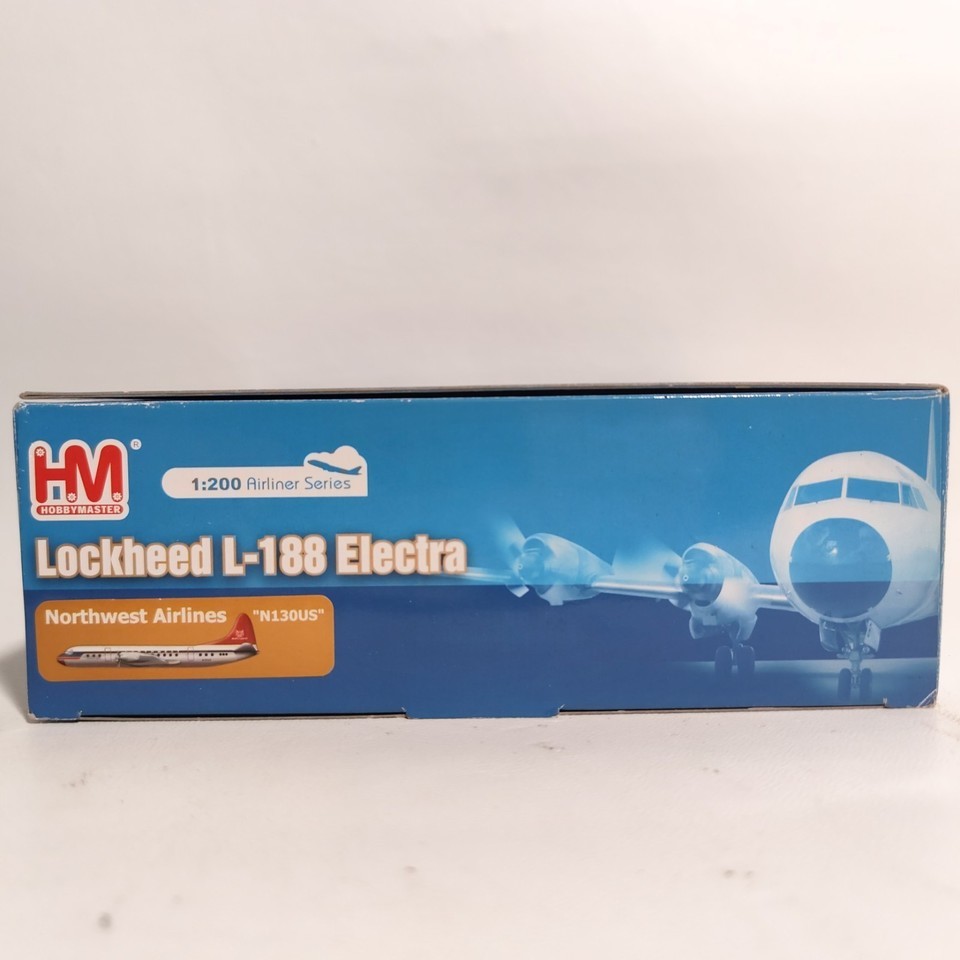 HM ®
HOBBYMASTER
1:200 Airliner Series
Lockheed L-188 Electra
Northwest Airlines "N130US"